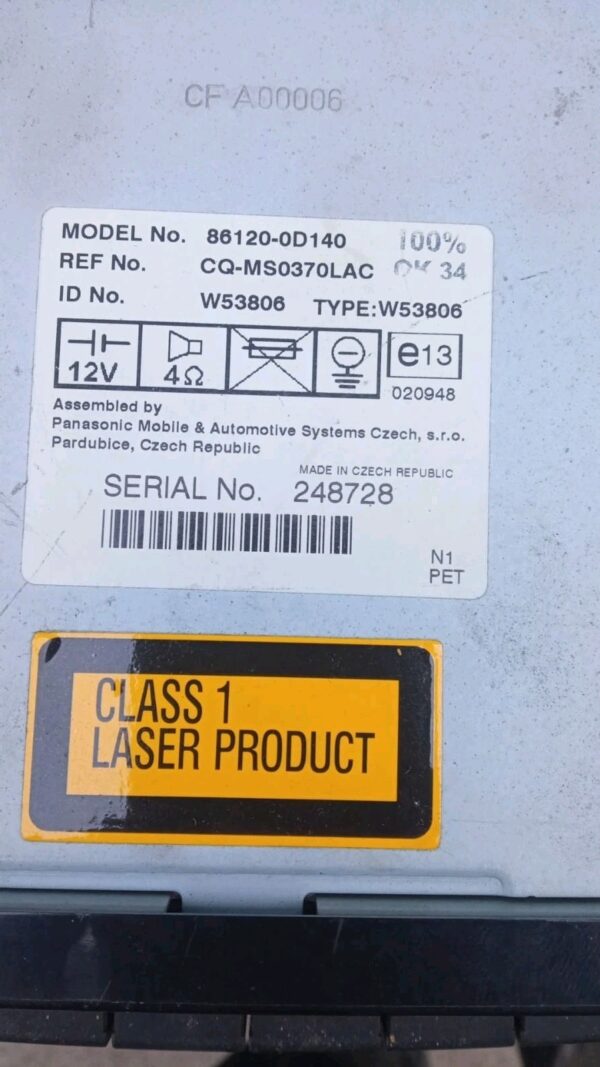 CF A00006
MODEL No. 86120-0D140 100%
REF No. CQ-MS0370LAC OK 34
ID No. W53806 TYPE:W53806
12V 4Ω e13
020948
Assembled by
Panasonic Mobile & Automotive Systems Czech, s.r.o.
Pardubice, Czech Republic
MADE IN CZECH REPUBLIC
SERIAL No. 248728
N1
PET
CLASS 1
LASER PRODUCT